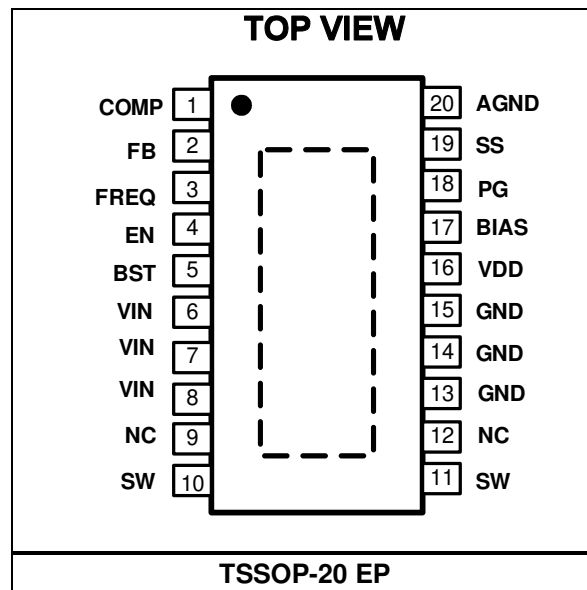 TOP VIEW
COMP 1 20 AGND
FB 2 19 SS
FREQ 3 18 PG
EN 4 17 BIAS
BST 5 16 VDD
VIN 6 15 GND
VIN 7 14 GND
VIN 8 13 GND
NC 9 12 NC
SW 10 11 SW
TSSOP-20 EP